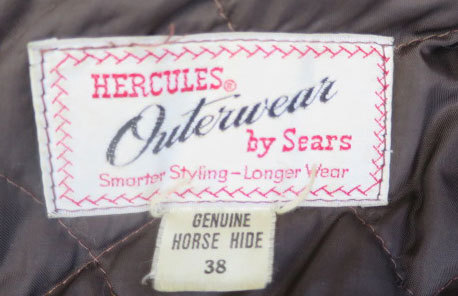 HERCULES®
Outerwear
by Sears
Smarter Styling-Longer Wear
GENUINE
HORSE HIDE
38